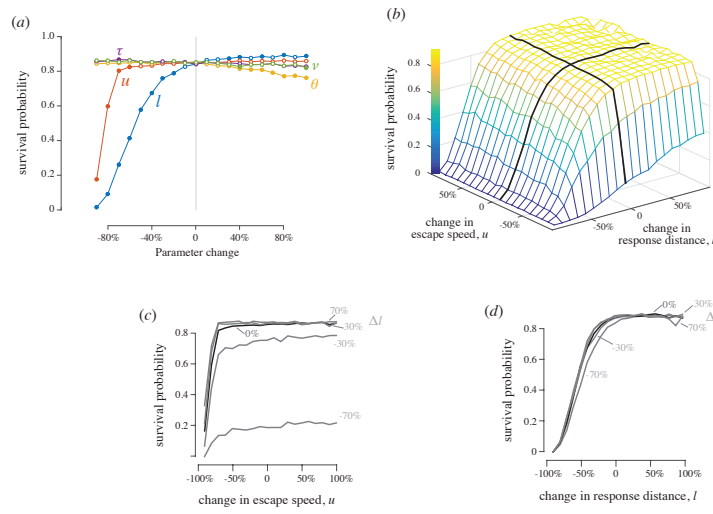 (a)
1.0
0.8
0.6
0.4
0.2
0
survival probability
τ
u
l
ν
θ
-80%
-40%
0
40%
80%
Parameter change
(b)
0.8
0.6
0.4
0.2
0
survival probability
50%
0
-50%
change in
escape speed, u
-50%
0
50%
change in
response distance, l
(c)
0.8
0.6
0.4
0.2
survival probability
70%
Δl
-30%
0%
-30%
-70%
-100%
-50%
0
50%
100%
change in escape speed, u
(d)
0.8
0.6
0.4
0.2
0
survival probability
0%
30%
Δ
70%
-30%
-70%
-100%
-50%
0
50%
100%
change in response distance, l